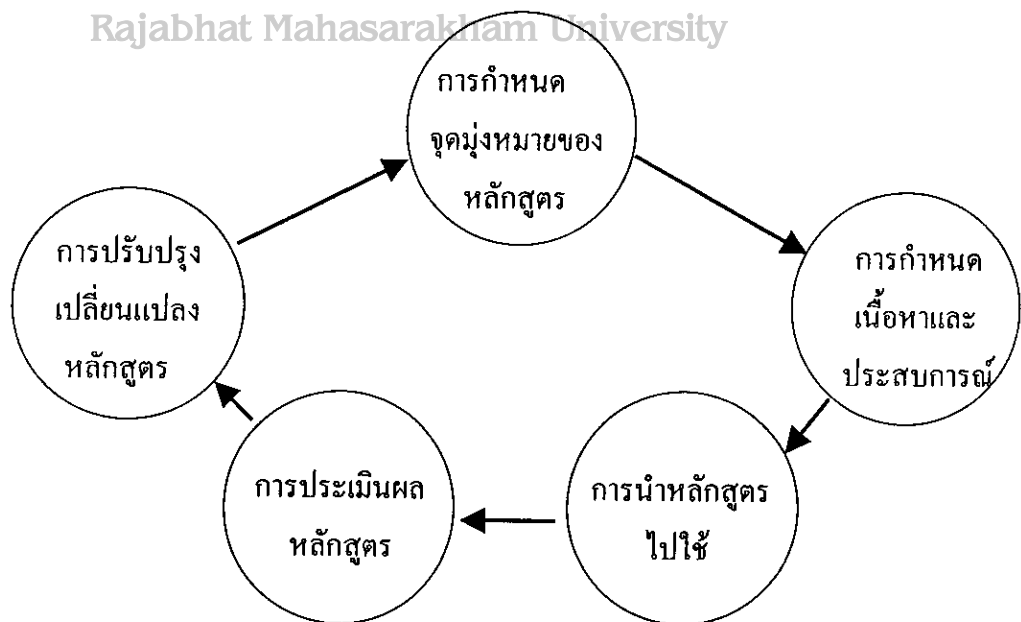 Rajabhat Mahasarakham University
การกำหนด
จุดมุ่งหมายของ
หลักสูตร
การกำหนด
เนื้อหาและ
ประสบการณ์
การนำหลักสูตร
ไปใช้
การประเมินผล
หลักสูตร
การปรับปรุง
เปลี่ยนแปลง
หลักสูตร